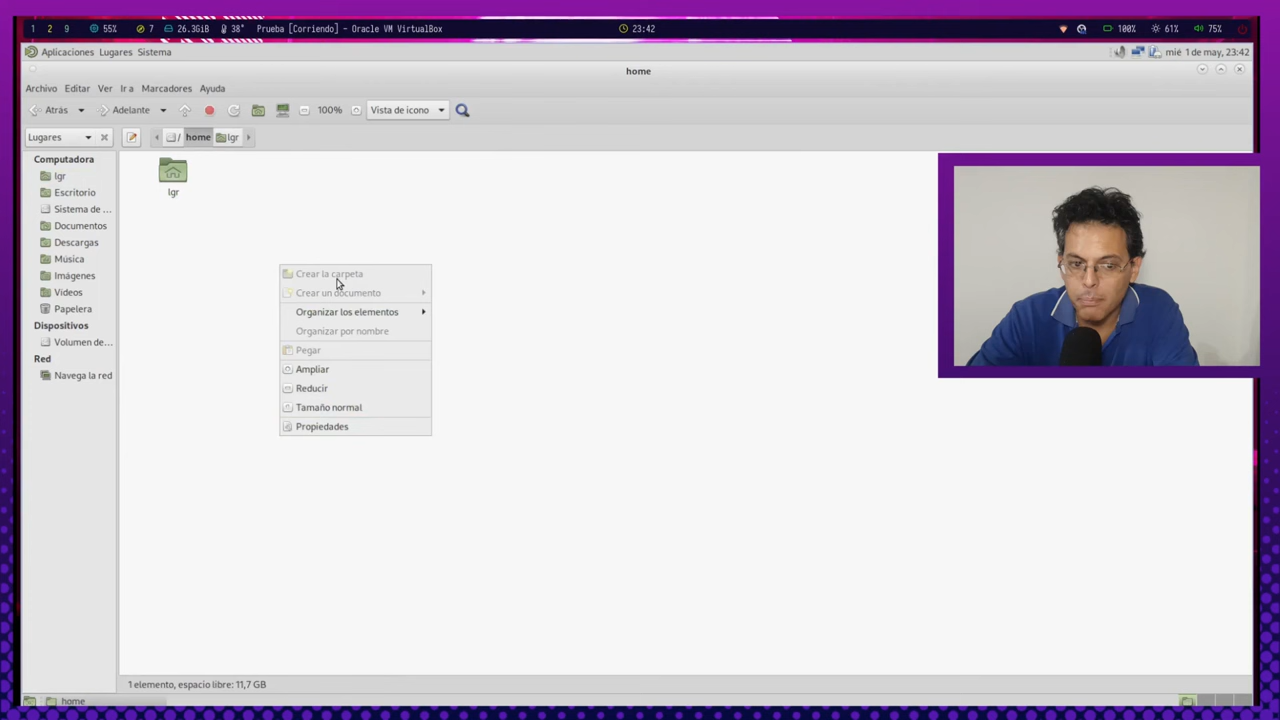 1 2 9 55% 7 26.3GiB 38° Prueba [Corriendo] - Oracle VM VirtualBox 23:42 100% 61% 75%
Aplicaciones Lugares Sistema mié 1 de may, 23:42
home
Archivo Editar Ver Ir a Marcadores Ayuda
Atrás Adelante 100% Vista de icono
Lugares / home lgr
Computadora
lgr
Escritorio
Sistema de ...
Documentos
Descargas
Música
Imágenes
Vídeos
Papelera
Dispositivos
Volumen de...
Red
Navega la red
lgr
Crear la carpeta
Crear un documento
Organizar los elementos
Organizar por nombre
Pegar
Ampliar
Reducir
Tamaño normal
Propiedades
1 elemento, espacio libre: 11,7 GB
home